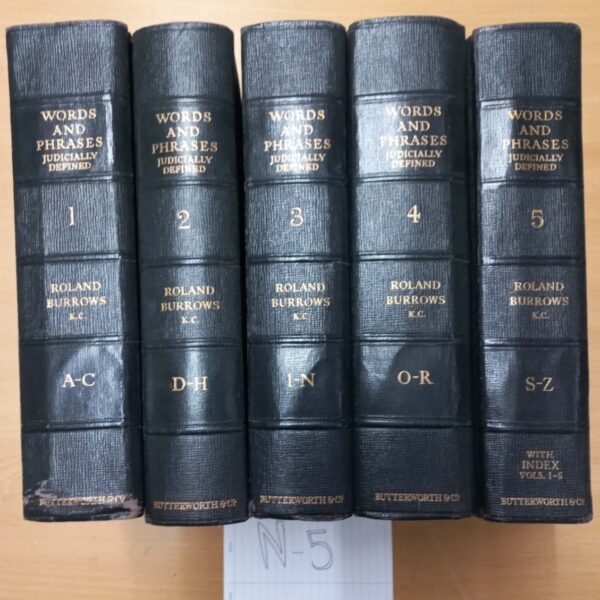 WORDS
AND
PHRASES
JUDICIALLY
DEFINED
1
ROLAND
BURROWS
K.C.
A-C
BUTTERWORTH & Co.
WORDS
AND
PHRASES
JUDICIALLY
DEFINED
2
ROLAND
BURROWS
K.C.
D-H
BUTTERWORTH & Co.
WORDS
AND
PHRASES
JUDICIALLY
DEFINED
3
ROLAND
BURROWS
K.C.
I-N
BUTTERWORTH & Co.
WORDS
AND
PHRASES
JUDICIALLY
DEFINED
4
ROLAND
BURROWS
K.C.
O-R
BUTTERWORTH & Co.
WORDS
AND
PHRASES
JUDICIALLY
DEFINED
5
ROLAND
BURROWS
K.C.
S-Z
WITH
INDEX
VOLS. 1-5
BUTTERWORTH & Co.
N-5